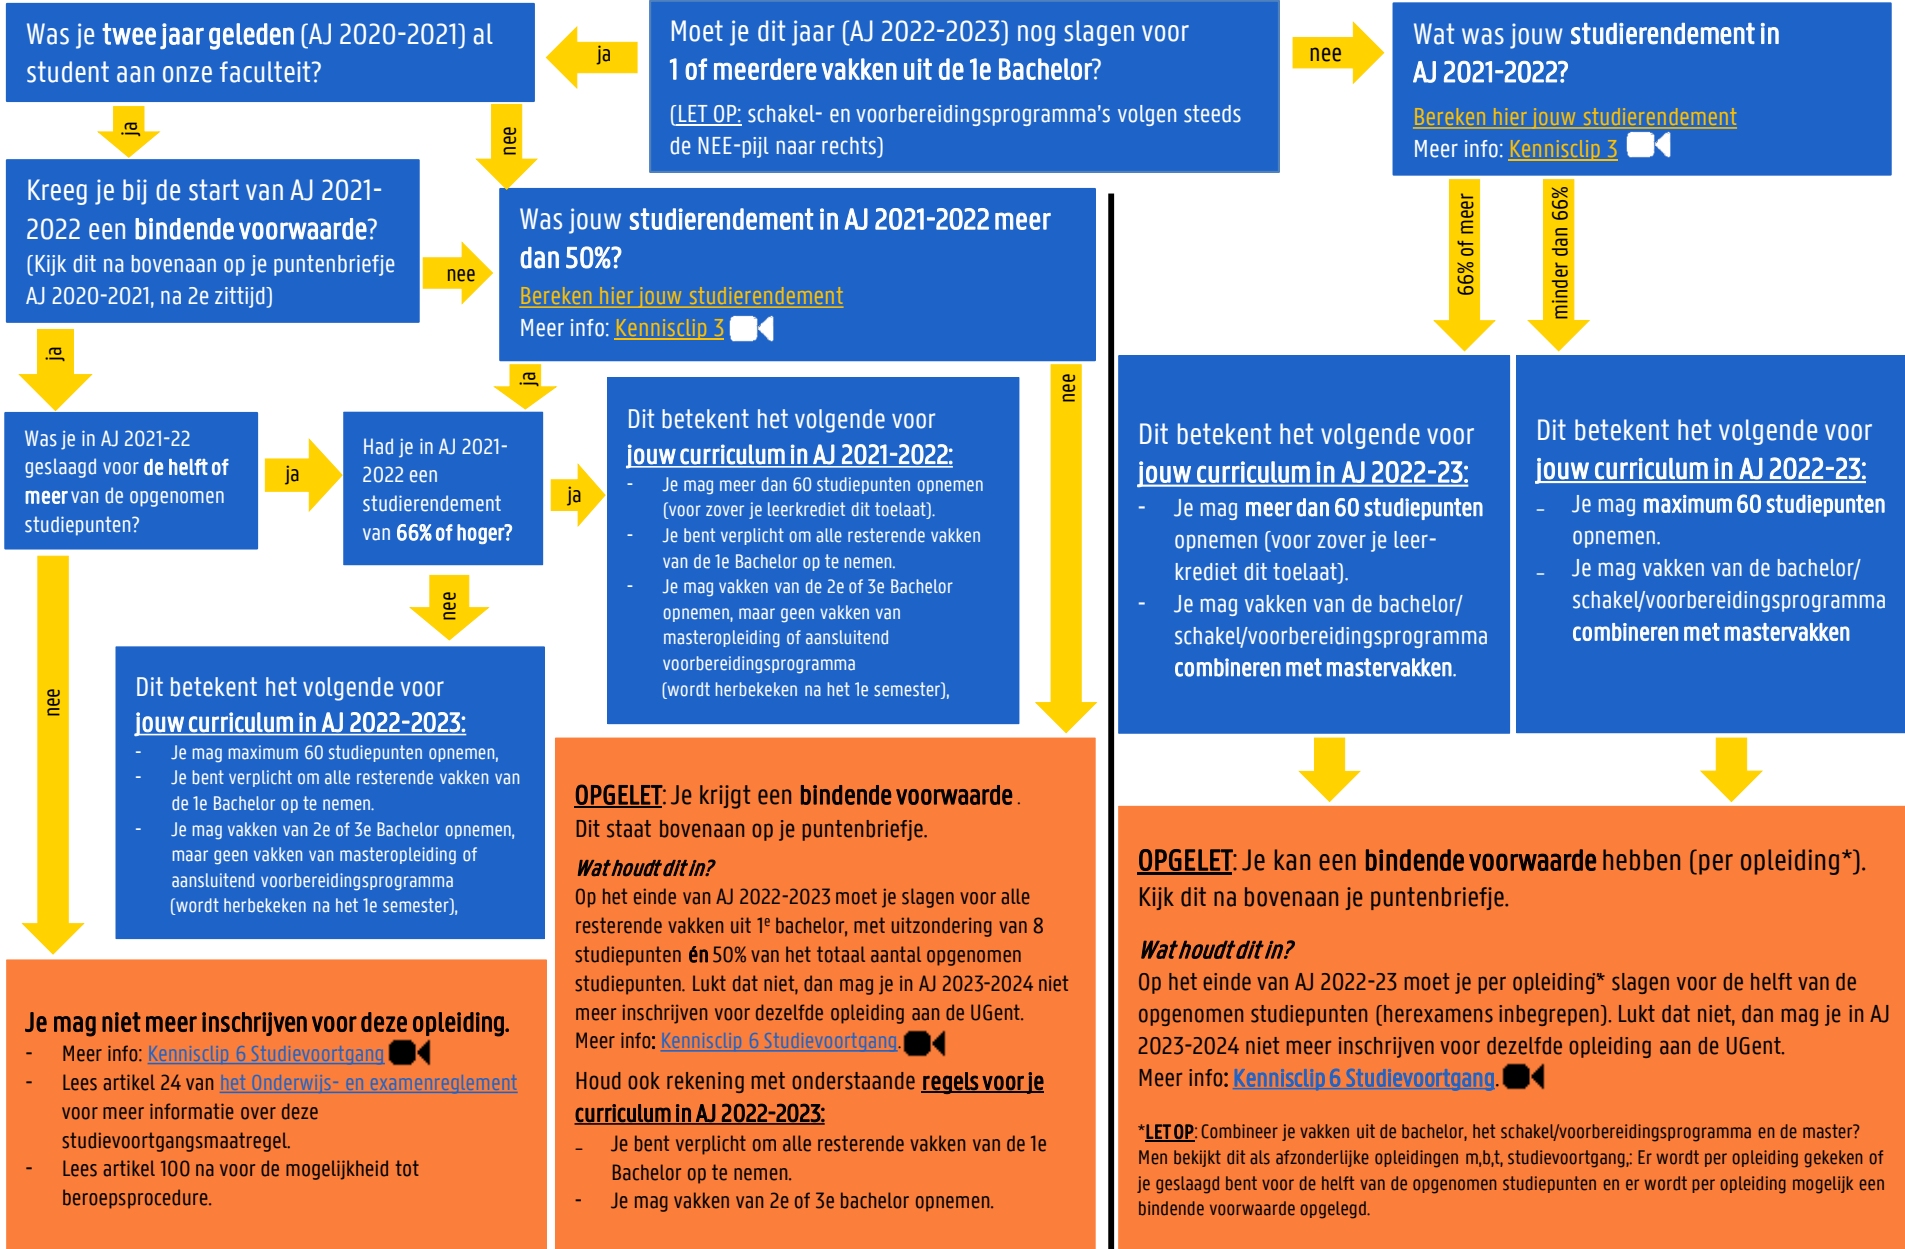 Was je twee jaar geleden (AJ 2020-2021) al
student aan onze faculteit?
ja
Moet je dit jaar (AJ 2022-2023) nog slagen voor
1 of meerdere vakken uit de 1e Bachelor?
(LET OP: schakel- en voorbereidingsprogramma's volgen steeds
de NEE-pijl naar rechts)
nee
Wat was jouw studierendement in
AJ 2021-2022?
Bereken hier jouw studierendement
Meer info: Kennisclip 3
ja
nee
Kreeg je bij de start van AJ 2021-
2022 een bindende voorwaarde?
(Kijk dit na bovenaan op je puntenbriefje
AJ 2020-2021, na 2e zittijd)
nee
Was jouw studierendement in AJ 2021-2022 meer
dan 50%?
Bereken hier jouw studierendement
Meer info: Kennisclip 3
66% of meer
minder dan 66%
ja
ja
nee
Was je in AJ 2021-22
geslaagd voor de helft of
meer van de opgenomen
studiepunten?
ja
Had je in AJ 2021-
2022 een
studierendement
van 66% of hoger?
ja
Dit betekent het volgende voor
jouw curriculum in AJ 2021-2022:
- Je mag meer dan 60 studiepunten opnemen
(voor zover je leerkrediet dit toelaat).
- Je bent verplicht om alle resterende vakken
van de 1e Bachelor op te nemen.
- Je mag vakken van de 2e of 3e Bachelor
opnemen, maar geen vakken van
masteropleiding of aansluitend
voorbereidingsprogramma
(wordt herbekeken na het 1e semester),
Dit betekent het volgende voor
jouw curriculum in AJ 2022-23:
- Je mag meer dan 60 studiepunten
opnemen (voor zover je leer-
krediet dit toelaat).
- Je mag vakken van de bachelor/
schakel/voorbereidingsprogramma
combineren met mastervakken.
Dit betekent het volgende voor
jouw curriculum in AJ 2022-23:
- Je mag maximum 60 studiepunten
opnemen.
- Je mag vakken van de bachelor/
schakel/voorbereidingsprogramma
combineren met mastervakken
nee
nee
Dit betekent het volgende voor
jouw curriculum in AJ 2022-2023:
- Je mag maximum 60 studiepunten opnemen,
- Je bent verplicht om alle resterende vakken van
de 1e Bachelor op te nemen.
- Je mag vakken van 2e of 3e Bachelor opnemen,
maar geen vakken van masteropleiding of
aansluitend voorbereidingsprogramma
(wordt herbekeken na het 1e semester),
Je mag niet meer inschrijven voor deze opleiding.
- Meer info: Kennisclip 6 Studievoortgang
- Lees artikel 24 van het Onderwijs- en examenreglement
voor meer informatie over deze
studievoortgangsmaatregel.
- Lees artikel 100 na voor de mogelijkheid tot
beroepsprocedure.
OPGELET: Je krijgt een bindende voorwaarde .
Dit staat bovenaan op je puntenbriefje.
Wat houdt dit in?
Op het einde van AJ 2022-2023 moet je slagen voor alle
resterende vakken uit 1e bachelor, met uitzondering van 8
studiepunten én 50% van het totaal aantal opgenomen
studiepunten. Lukt dat niet, dan mag je in AJ 2023-2024 niet
meer inschrijven voor dezelfde opleiding aan de UGent.
Meer info: Kennisclip 6 Studievoortgang.
Houd ook rekening met onderstaande regels voor je
curriculum in AJ 2022-2023:
- Je bent verplicht om alle resterende vakken van de 1e
Bachelor op te nemen.
- Je mag vakken van 2e of 3e bachelor opnemen.
OPGELET: Je kan een bindende voorwaarde hebben (per opleiding*).
Kijk dit na bovenaan je puntenbriefje.
Wat houdt dit in?
Op het einde van AJ 2022-23 moet je per opleiding* slagen voor de helft van de
opgenomen studiepunten (herexamens inbegrepen). Lukt dat niet, dan mag je in AJ
2023-2024 niet meer inschrijven voor dezelfde opleiding aan de UGent.
Meer info: Kennisclip 6 Studievoortgang.
*LET OP: Combineer je vakken uit de bachelor, het schakel/voorbereidingsprogramma en de master?
Men bekijkt dit als afzonderlijke opleidingen m,b,t, studievoortgang,: Er wordt per opleiding gekeken of
je geslaagd bent voor de helft van de opgenomen studiepunten en er wordt per opleiding mogelijk een
bindende voorwaarde opgelegd.